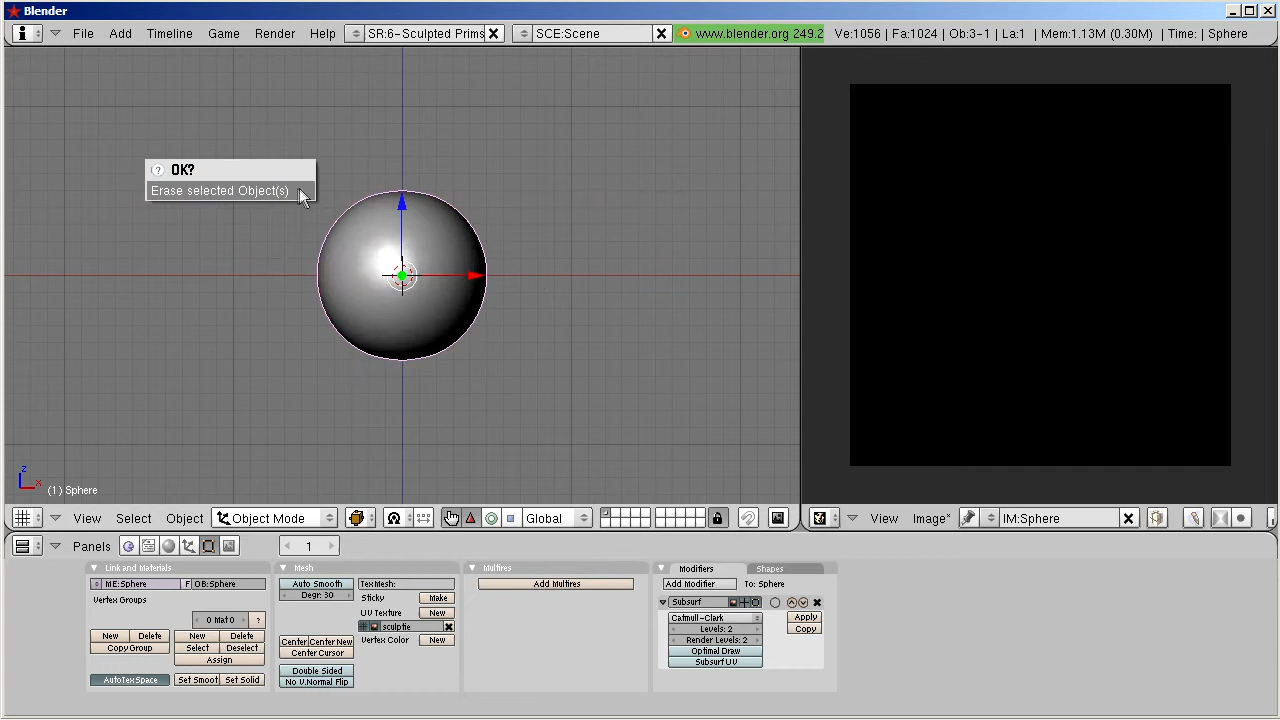 Blender
File Add Timeline Game Render Help SR:6-Sculpted Prims SCE:Scene www.blender.org 249.2 Ve:1056 | Fa:1024 | Ob:3-1 | La:1 | Mem:1.13M (0.30M) | Time: | Sphere
OK?
Erase selected Object(s)
z
x
(1) Sphere
View Select Object Object Mode Global View Image* IM:Sphere
Panels 1
Link and Materials Mesh Multires Modifiers Shapes
ME:Sphere F OB:Sphere Auto Smooth TexMesh: Add Multires Add Modifier To: Sphere
Degr: 30 Sticky Make
Vertex Groups Subsurf
UV Texture New
0 Mat 0 ? sculptie Catmull-Clark Apply
Levels: 2 Copy
New Delete New Delete Center Center New Vertex Color New Render Levels: 2
Copy Group Select Deselect Center Cursor Optimal Draw
Assign Subsurf UV
Double Sided
AutoTexSpace Set Smoot Set Solid No V.Normal Flip